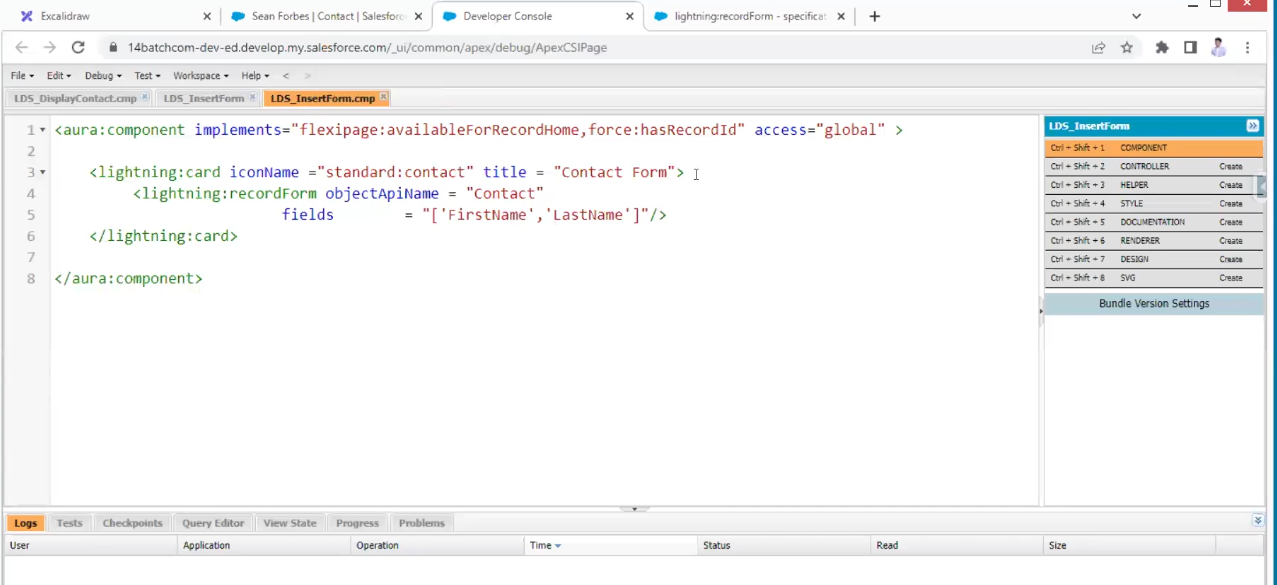 Excalidraw
Sean Forbes | Contact | Salesforc
Developer Console
lightning:recordForm - specificat
14batchcom-dev-ed.develop.my.salesforce.com/_ui/common/apex/debug/ApexCSIPage
File Edit Debug Test Workspace Help < >
LDS_DisplayContact.cmp LDS_InsertForm LDS_InsertForm.cmp
1 <aura:component implements="flexipage:availableForRecordHome,force:hasRecordId" access="global" >
2
3 <lightning:card iconName ="standard:contact" title = "Contact Form">
4 <lightning:recordForm objectApiName = "Contact"
5 fields = "['FirstName','LastName']"/>
6 </lightning:card>
7
8 </aura:component>
LDS_InsertForm
Ctrl + Shift + 1 COMPONENT
Ctrl + Shift + 2 CONTROLLER Create
Ctrl + Shift + 3 HELPER Create
Ctrl + Shift + 4 STYLE Create
Ctrl + Shift + 5 DOCUMENTATION Create
Ctrl + Shift + 6 RENDERER Create
Ctrl + Shift + 7 DESIGN Create
Ctrl + Shift + 8 SVG Create
Bundle Version Settings
Logs Tests Checkpoints Query Editor View State Progress Problems
User Application Operation Time Status Read Size